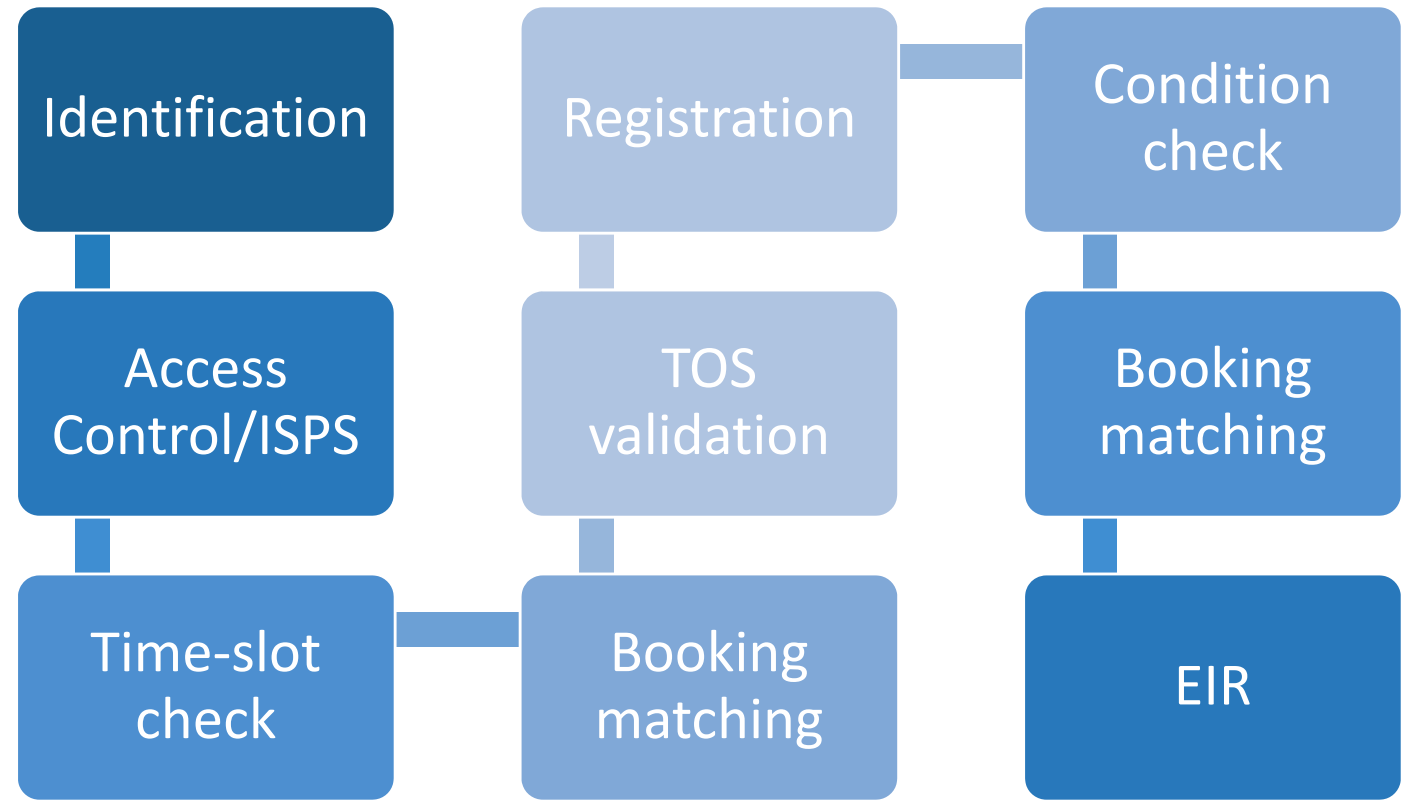 Identification
Access
Control/ISPS
Time-slot
check
Booking
matching
TOS
validation
Registration
Condition
check
Booking
matching
EIR